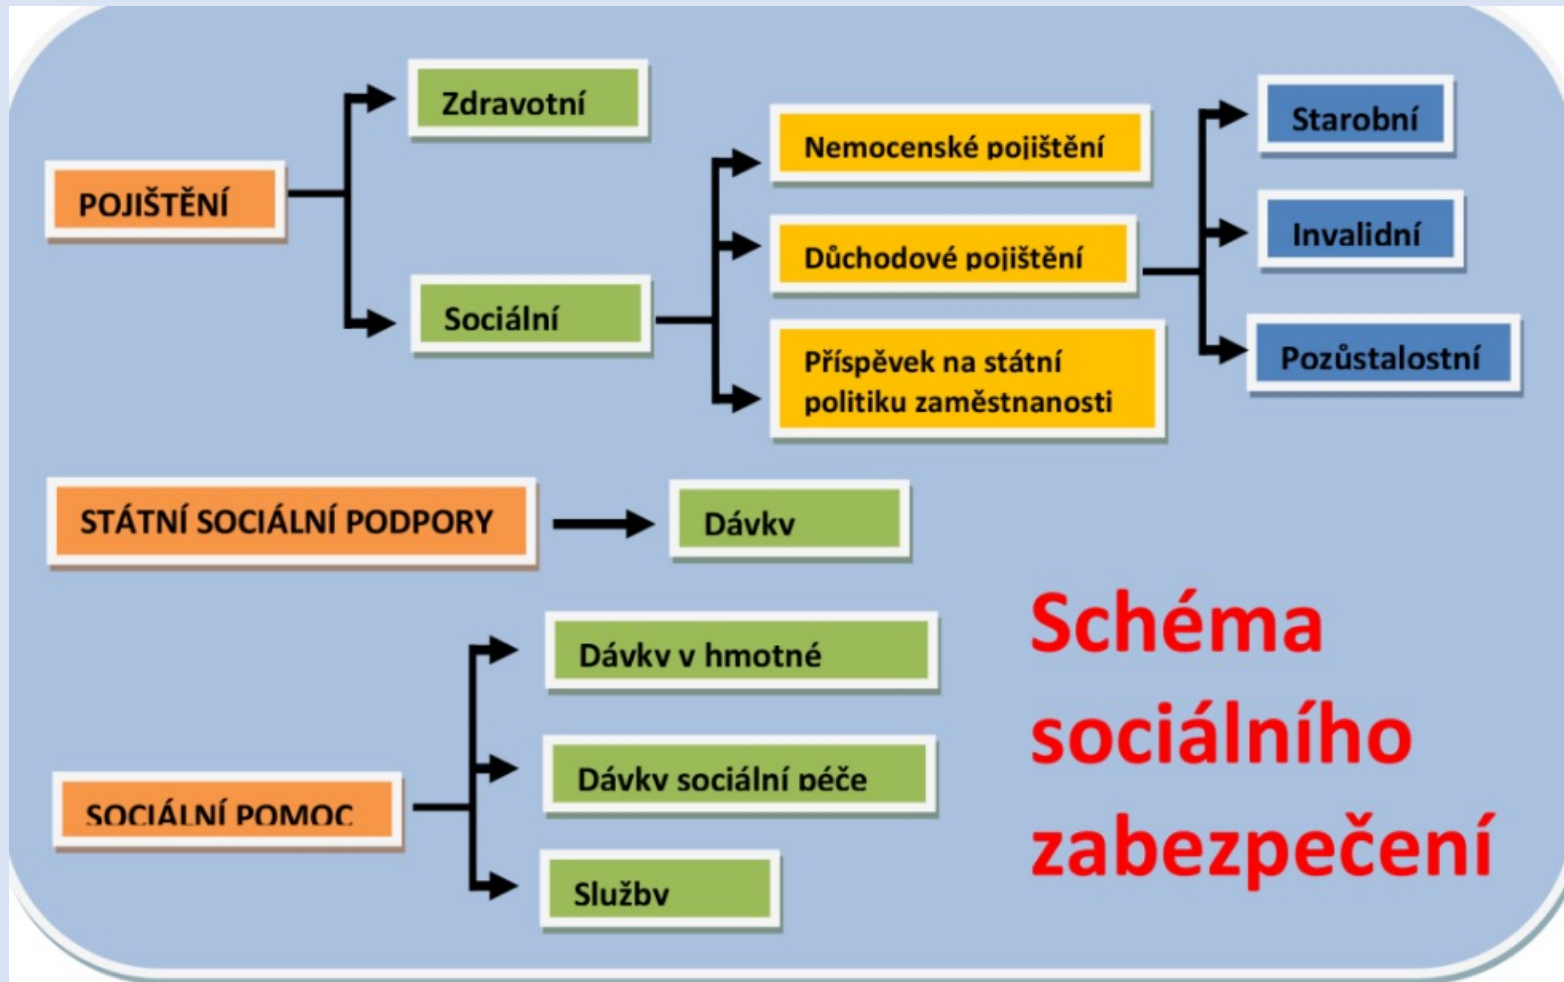 Zdravotní
POJIŠTĚNÍ
Sociální
Nemocenské pojištění
Důchodové pojištění
Příspěvek na státní
politiku zaměstnanosti
Starobní
Invalidní
Pozůstalostní
STÁTNÍ SOCIÁLNÍ PODPORY
Dávky
SOCIÁLNÍ POMOC
Dávky v hmotné
Dávky sociální péče
Služby
Schéma
sociálního
zabezpečení